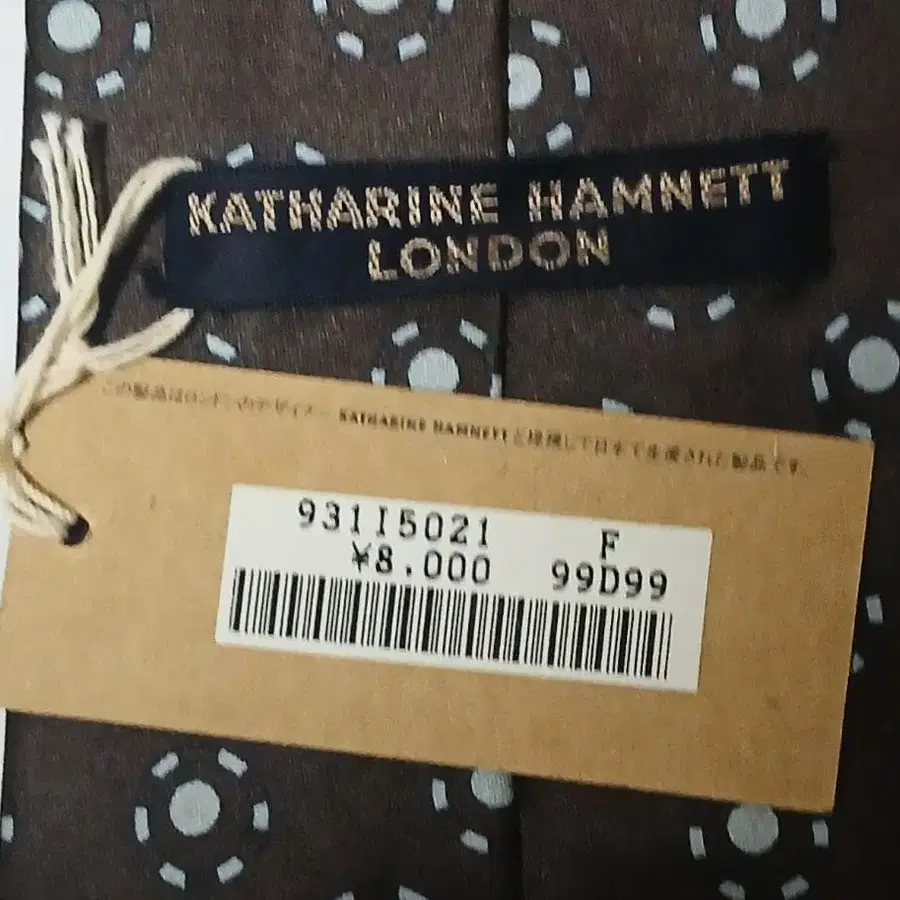 KATHARINE HAMNETT
LONDON
この製品はロンドンのデザイナー KATHARINE HAMNETT と提携して日本で生産された製品です。
931I5021 F
¥8,000 99D99